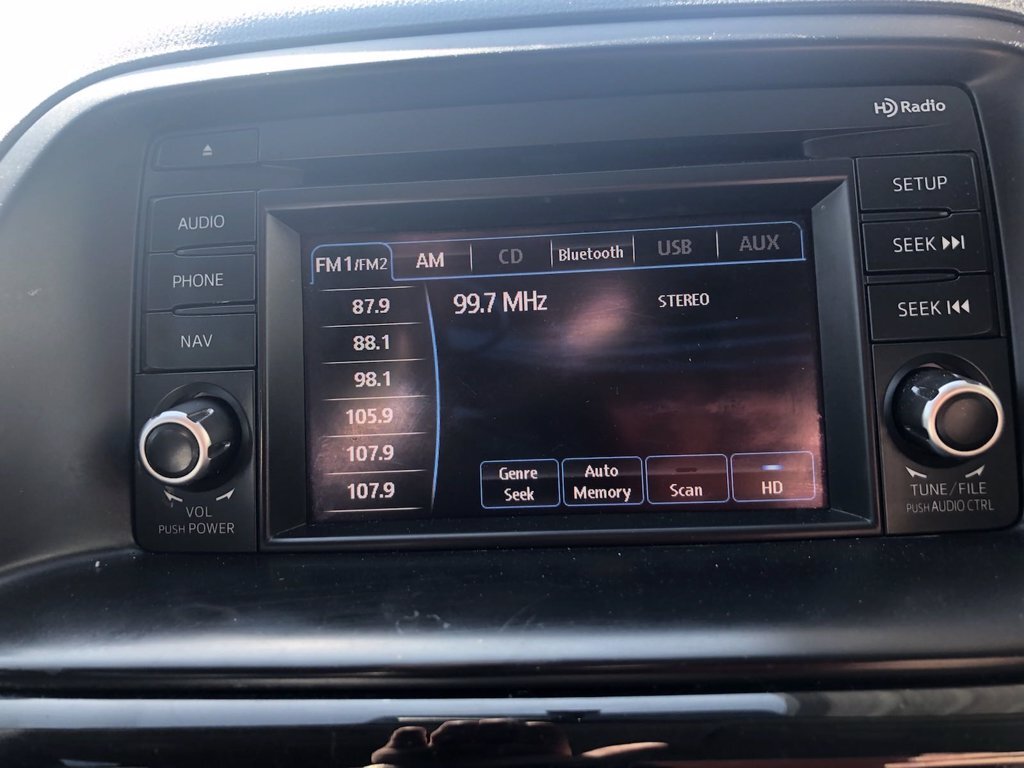 HD Radio
AUDIO
PHONE
NAV
VOL
PUSH POWER
FM1/FM2 AM CD Bluetooth USB AUX
87.9
88.1
98.1
105.9
107.9
107.9
99.7 MHz STEREO
Genre Seek
Auto Memory
Scan
HD
SETUP
SEEK
SEEK
TUNE/FILE
PUSH AUDIO CTRL